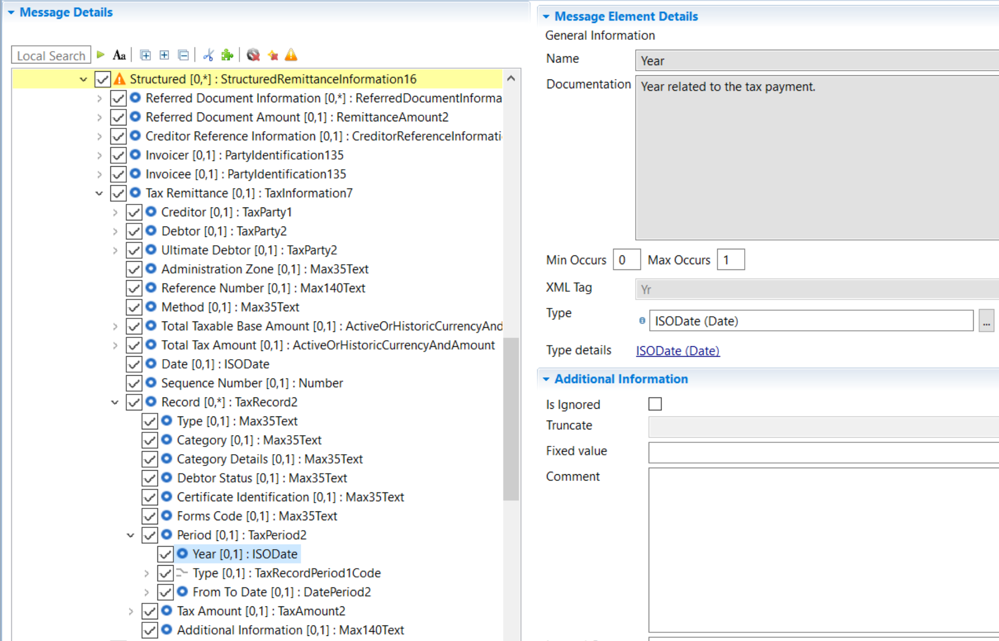 Message Details
Local Search
Aa
Structured [0,*] : StructuredRemittanceInformation16
Referred Document Information [0,*] : ReferredDocumentInforma
Referred Document Amount [0,1] : RemittanceAmount2
Creditor Reference Information [0,1] : CreditorReferenceInformati
Invoicer [0,1] : PartyIdentification135
Invoicee [0,1] : PartyIdentification135
Tax Remittance [0,1] : TaxInformation7
Creditor [0,1] : TaxParty1
Debtor [0,1] : TaxParty2
Ultimate Debtor [0,1] : TaxParty2
Administration Zone [0,1] : Max35Text
Reference Number [0,1] : Max140Text
Method [0,1] : Max35Text
Total Taxable Base Amount [0,1] : ActiveOrHistoricCurrencyAnd
Total Tax Amount [0,1] : ActiveOrHistoricCurrencyAndAmount
Date [0,1] : ISODate
Sequence Number [0,1] : Number
Record [0,*] : TaxRecord2
Type [0,1] : Max35Text
Category [0,1] : Max35Text
Category Details [0,1] : Max35Text
Debtor Status [0,1] : Max35Text
Certificate Identification [0,1] : Max35Text
Forms Code [0,1] : Max35Text
Period [0,1] : TaxPeriod2
Year [0,1] : ISODate
Type [0,1] : TaxRecordPeriod1Code
From To Date [0,1] : DatePeriod2
Tax Amount [0,1] : TaxAmount2
Additional Information [0,1] : Max140Text
Message Element Details
General Information
Name Year
Documentation Year related to the tax payment.
Min Occurs 0 Max Occurs 1
XML Tag Yr
Type ISODate (Date) ...
Type details ISODate (Date)
Additional Information
Is Ignored
Truncate
Fixed value
Comment